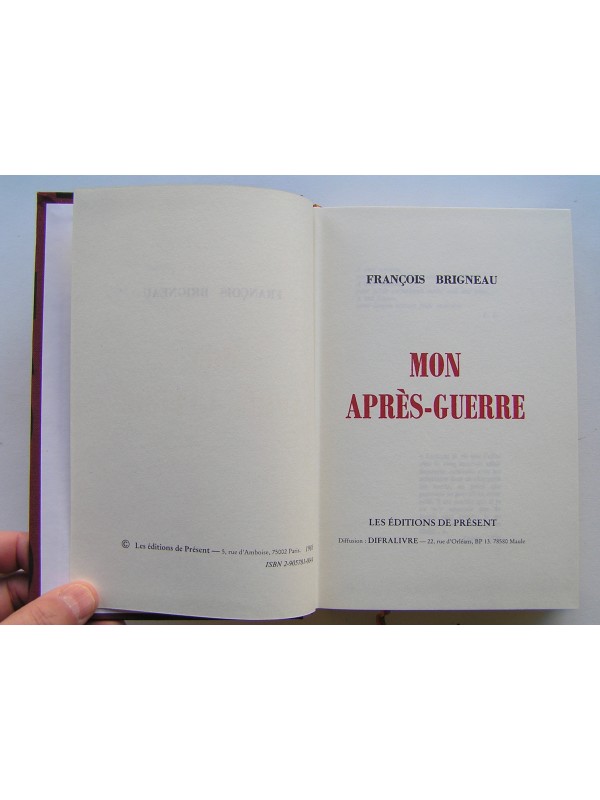 © Les éditions de Présent — 5, rue d'Amboise, 75002 Paris.
FRANÇOIS BRIGNEAU
MON
APRÈS-GUERRE
LES ÉDITIONS DE PRÉSENT
Diffusion : DIFRALIVRE — 22, rue d'Orléans, BP 13. 78580 Maule